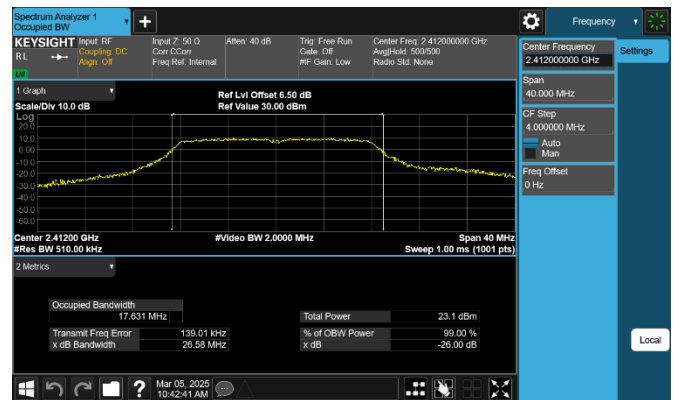 Spectrum Analyzer 1
Occupied BW
Frequency
KEYSIGHT
RL
Input: RF
Coupling: DC
Align: Off
Input Z: 50 Ω
Corr CCorr
Freq Ref: Internal
Atten: 40 dB
Trig: Free Run
Gate: Off
#IF Gain: Low
Center Freq: 2.412000000 GHz
Avg|Hold: 500/500
Radio Std: None
LXI
Center Frequency
2.412000000 GHz
Settings
Span
40.000 MHz
CF Step
4.000000 MHz
Auto
Man
Freq Offset
0 Hz
1 Graph
Scale/Div 10.0 dB
Ref Lvl Offset 6.50 dB
Ref Value 30.00 dBm
Log
20.0
10.0
0.00
-10.0
-20.0
-30.0
-40.0
-50.0
-60.0
Center 2.41200 GHz
#Res BW 510.00 kHz
#Video BW 2.0000 MHz
Span 40 MHz
Sweep 1.00 ms (1001 pts)
2 Metrics
Occupied Bandwidth
17.631 MHz
Total Power 23.1 dBm
Transmit Freq Error 139.01 kHz
% of OBW Power 99.00 %
x dB Bandwidth 26.58 MHz
x dB -26.00 dB
Local
?
Mar 05, 2025
10:42:41 AM